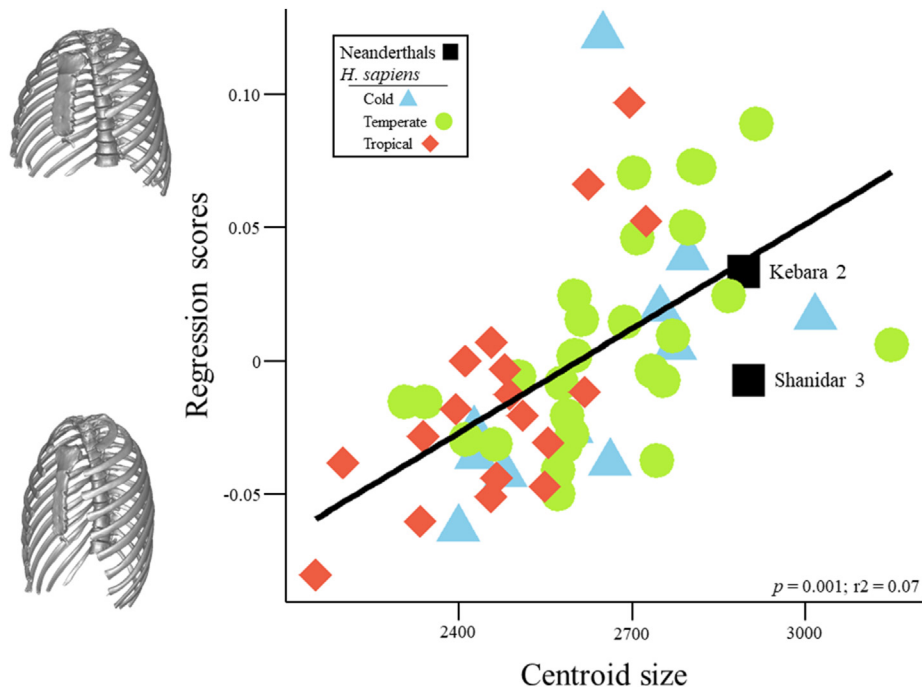 Neanderthals
H. sapiens
Cold
Temperate
Tropical
0.10
0.05
0
-0.05
Regression scores
Kebara 2
Shanidar 3
p = 0.001; r2 = 0.07
2400
2700
3000
Centroid size